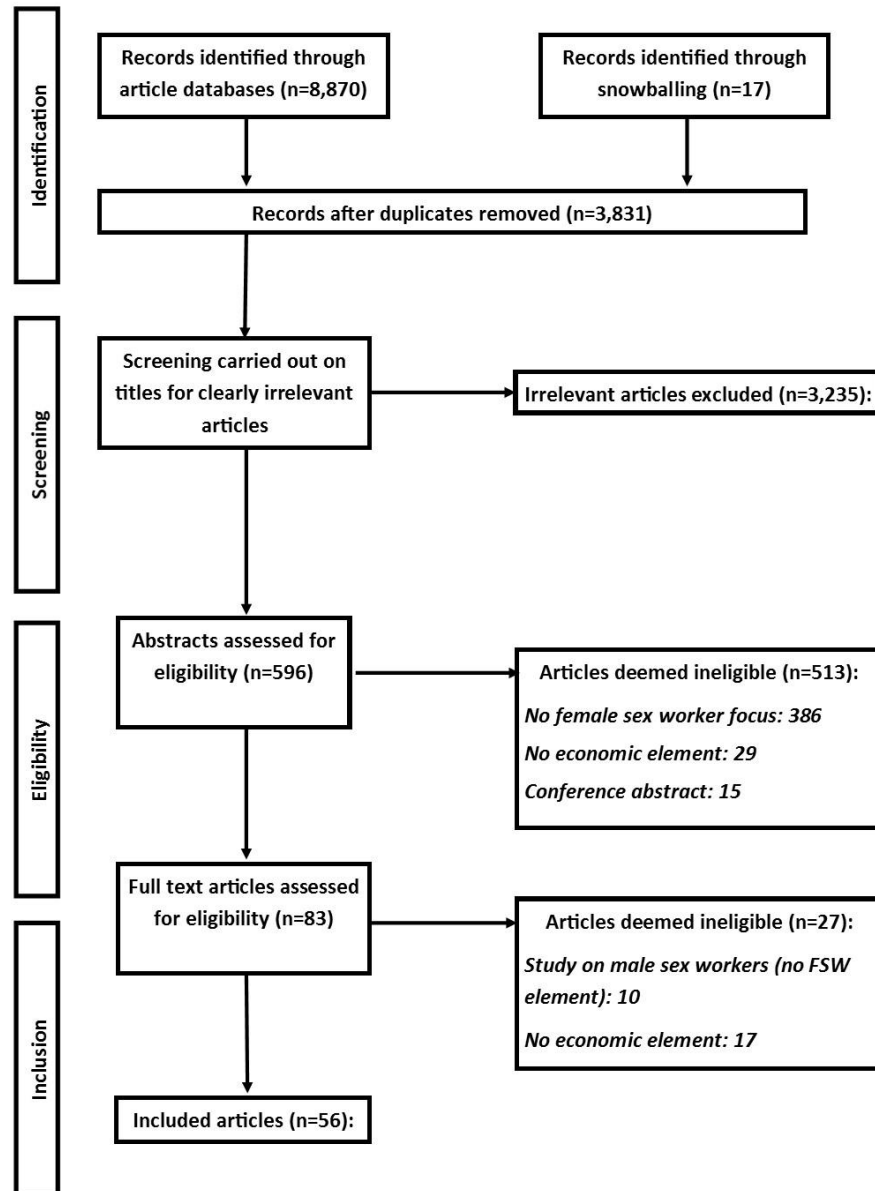 Identification
Records identified through
article databases (n=8,870)
Records identified through
snowballing (n=17)
Records after duplicates removed (n=3,831)
Screening
Screening carried out on
titles for clearly irrelevant
articles
Irrelevant articles excluded (n=3,235):
Eligibility
Abstracts assessed for
eligibility (n=596)
Articles deemed ineligible (n=513):
No female sex worker focus: 386
No economic element: 29
Conference abstract: 15
Full text articles assessed
for eligibility (n=83)
Inclusion
Articles deemed ineligible (n=27):
Study on male sex workers (no FSW
element): 10
No economic element: 17
Included articles (n=56):